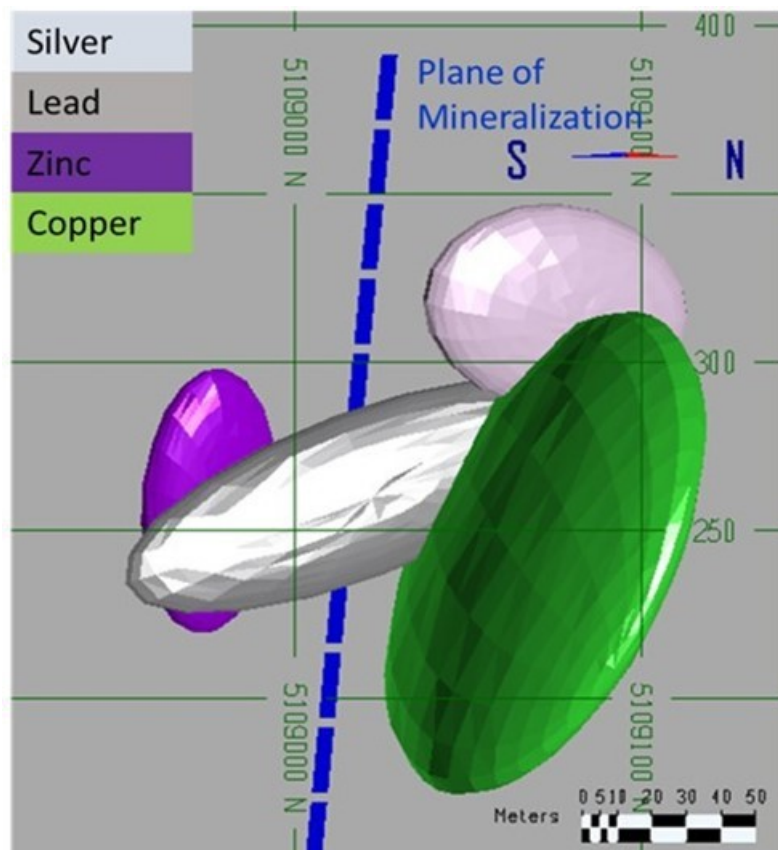 Silver
Lead
Zinc
Copper
Plane of
Mineralization
S N
400
300
250
5109000 N
5109100 N
5109000 N
5109100 N
Meters
0 5 10 20 30 40 50